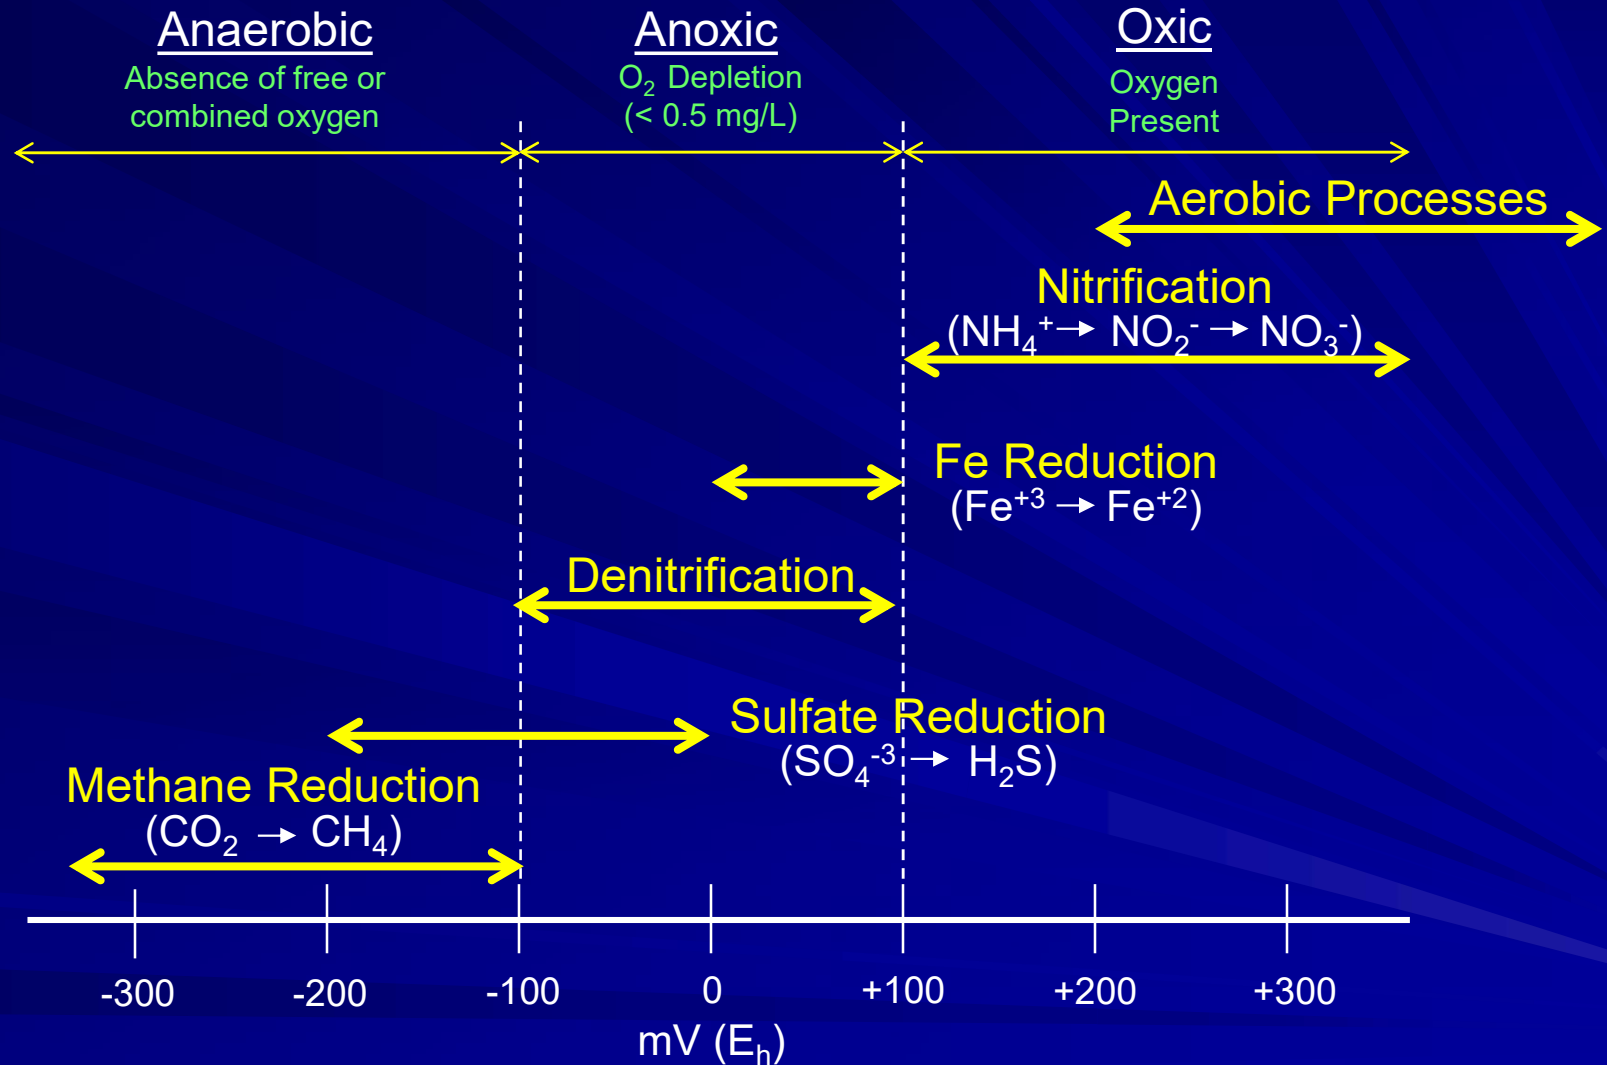 Anaerobic
Absence of free or
combined oxygen
Anoxic
O₂ Depletion
(< 0.5 mg/L)
Oxic
Oxygen
Present
Aerobic Processes
Nitrification
(NH₄⁺→ NO₂⁻ → NO₃⁻)
Fe Reduction
(Fe⁺³ → Fe⁺²)
Denitrification
Sulfate Reduction
(SO₄⁻³ → H₂S)
Methane Reduction
(CO₂ → CH₄)
-300 -200 -100 0 +100 +200 +300
mV (Eₕ)